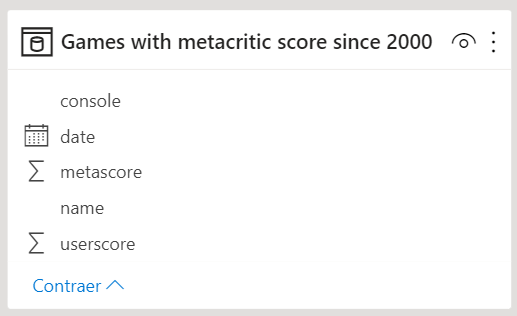 Games with metacritic score since 2000
console
date
metascore
name
userscore
Contraer